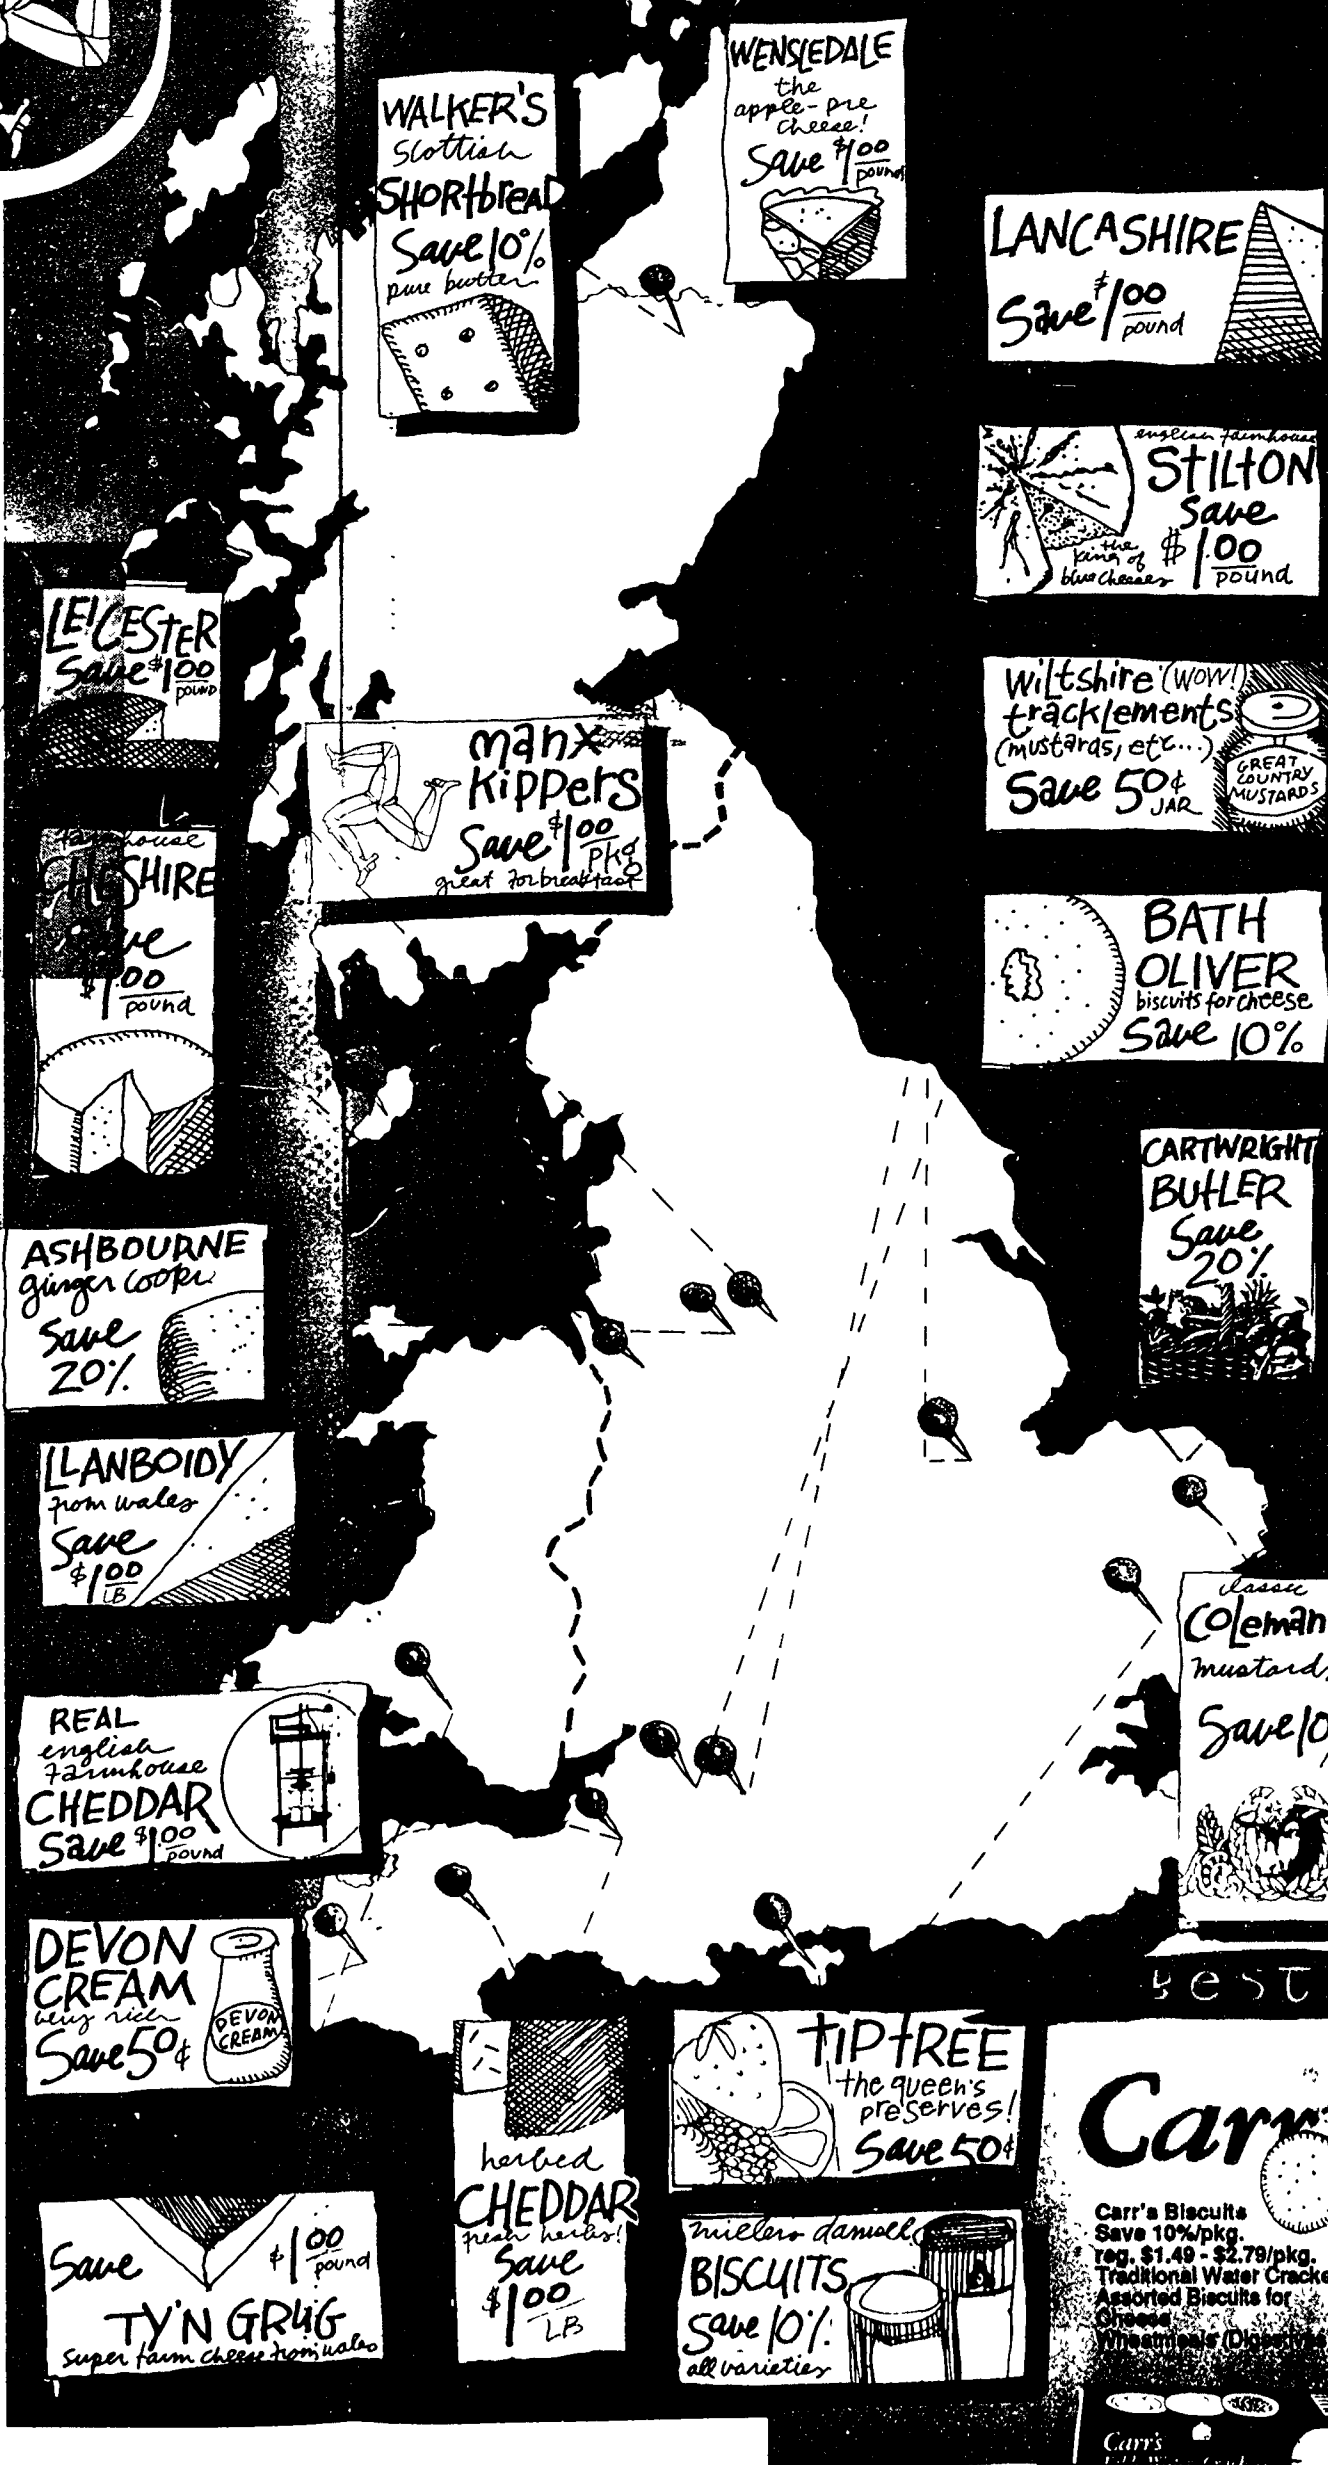 WENSLEDALE
the
apple-pie
cheese!
Save $1.00
pound
WALKER'S
Scottish
SHORTbreAD
Save 10%
pure butter
LANCASHIRE
Save $1.00
pound
english farmhouse
StILtON
Save
$1.00
pound
the
king of
blue cheeses
LEICESTER
Save $1.00
POUND
wiltshire (WOW!)
tracklements
(mustards, etc...)
Save 50¢
JAR
GREAT
COUNTRY
MUSTARDS
manx
kippers
Save $1.00
pkg
great for breakfast
farmhouse
$1.00
pound
BATH
OLIVER
biscuits for cheese
Save 10%
CARTWRIGHT
BUtLER
Save
20%
ASHBOURNE
ginger cookie
Save
20%
LLANBOIDY
from wales
Save
$1.00
LB
classic
Coleman
mustard
Save 10
REAL
english
farmhouse
CHEDDAR
Save $1.00
pound
DEVON
CREAM
very rich
Save 50¢
DEVON
CREAM
Best
tIPtREE
the queen's
preserves!
Save 50¢
herbed
CHEDDAR
fresh herbs!
Save
$1.00
LB
Save $1.00
pound
TY'N GRUG
super farm cheese from wales
millers damsell
BISCUITS
Save 10%
all varieties
Carr'
Carr's Biscuits
Save 10%/pkg.
reg. $1.49 - $2.79/pkg.
Traditional Water Cracke
Assorted Biscuits for
Cheese
Wheatmeals (Digestives
Carr's